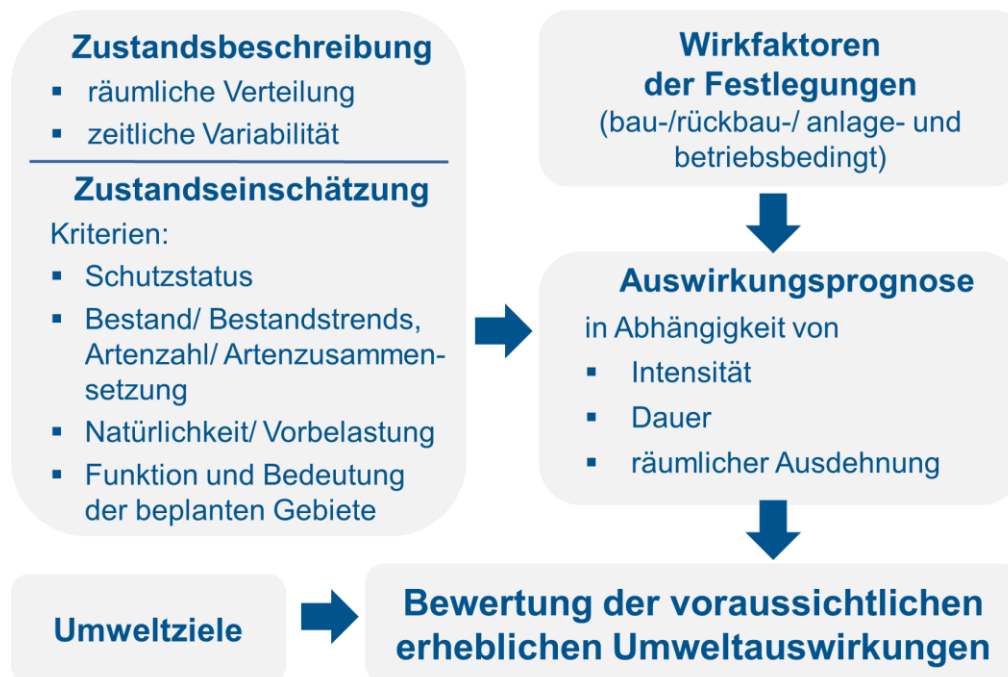 Zustandsbeschreibung
▪ räumliche Verteilung
▪ zeitliche Variabilität
Zustandseinschätzung
Kriterien:
▪ Schutzstatus
▪ Bestand/ Bestandstrends,
Artenzahl/ Artenzusammen-
setzung
▪ Natürlichkeit/ Vorbelastung
▪ Funktion und Bedeutung
der beplanten Gebiete
Wirkfaktoren
der Festlegungen
(bau-/rückbau-/ anlage- und
betriebsbedingt)
Auswirkungsprognose
in Abhängigkeit von
▪ Intensität
▪ Dauer
▪ räumlicher Ausdehnung
Umweltziele
Bewertung der voraussichtlichen
erheblichen Umweltauswirkungen